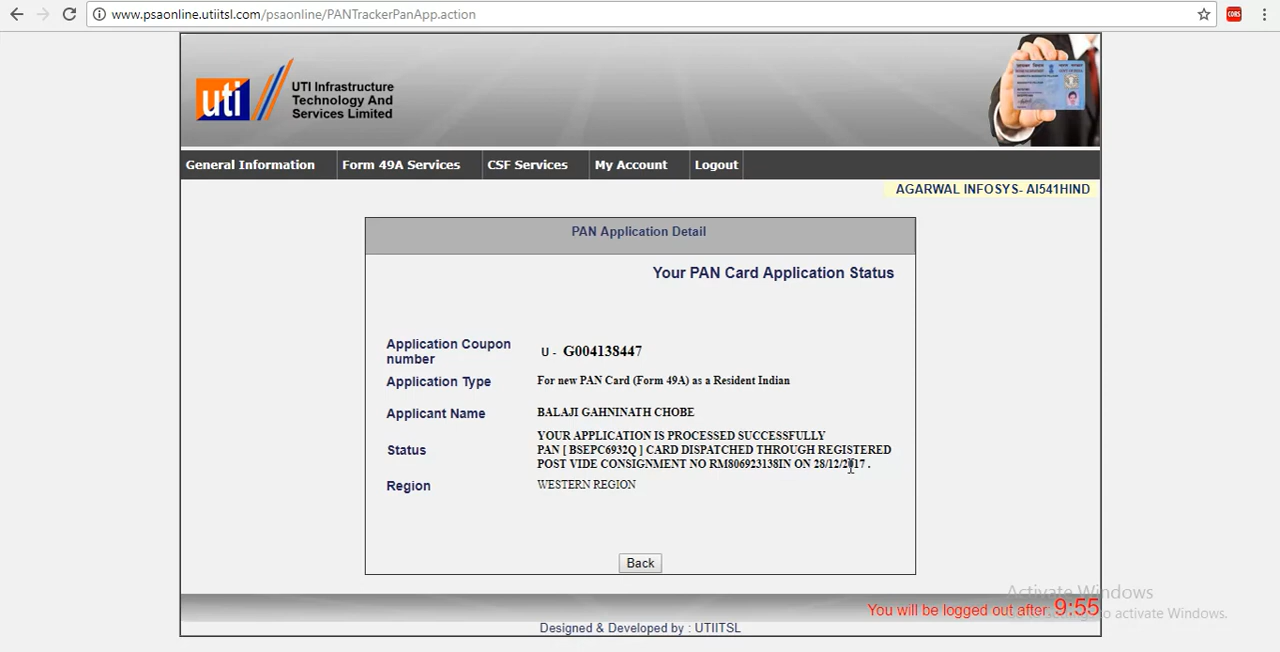 www.psaonline.utiitsl.com/psaonline/PANTrackerPanApp.action
CORS
uti
UTI Infrastructure
Technology And
Services Limited
General Information Form 49A Services CSF Services My Account Logout
AGARWAL INFOSYS- AI541HIND
PAN Application Detail
Your PAN Card Application Status
Application Coupon
number
U - G004138447
Application Type For new PAN Card (Form 49A) as a Resident Indian
Applicant Name BALAJI GAHNINATH CHOBE
Status
YOUR APPLICATION IS PROCESSED SUCCESSFULLY
PAN [ BSEPC6932Q ] CARD DISPATCHED THROUGH REGISTERED
POST VIDE CONSIGNMENT NO RM806923138IN ON 28/12/2017 .
Region WESTERN REGION
Back
Activate Windows
You will be logged out after 9:55
to activate Windows.
Designed & Developed by : UTIITSL